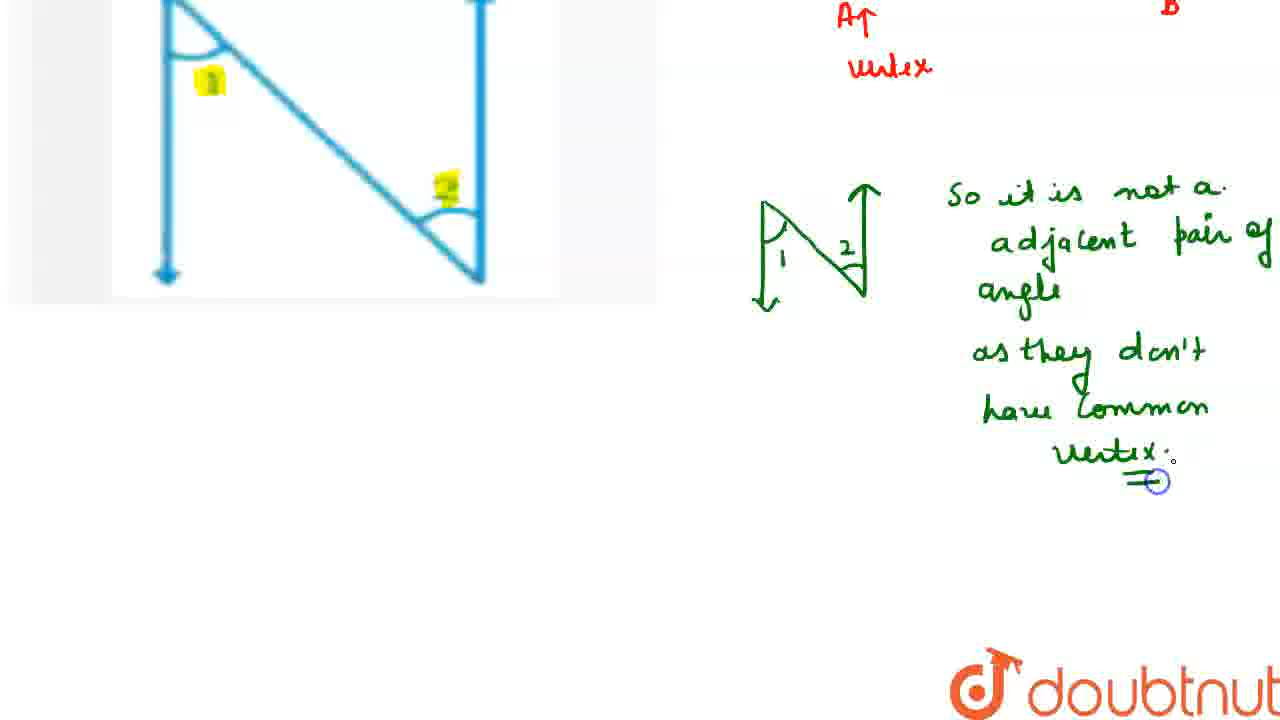 A↑
B
vertex
1
2
1
2
So it is not a
adjacent pair of
angle
as they don't
have common
vertex.
doubtnut